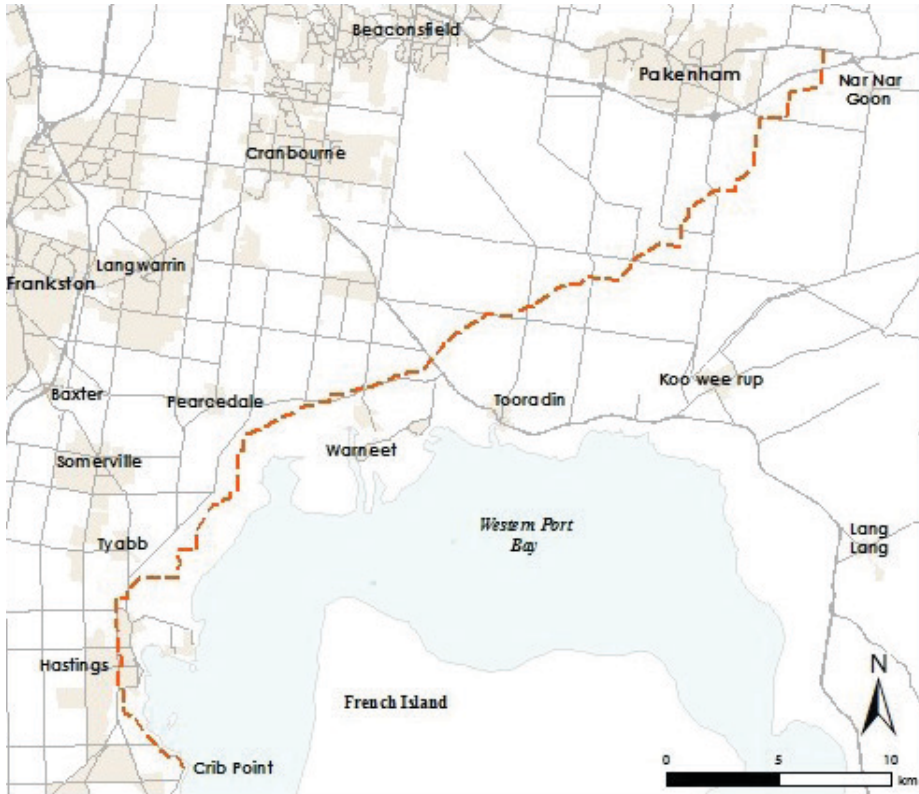 Beaconsfield
Pakenham
Nar Nar
Goon
Cranbourne
Langwarrin
Frankston
Koo wee rup
Baxter
Pearcedale
Tooradin
Warneet
Somerville
Western Port
Bay
Lang
Lang
Tyabb
Hastings
N
French Island
Crib Point
0 5 10
km